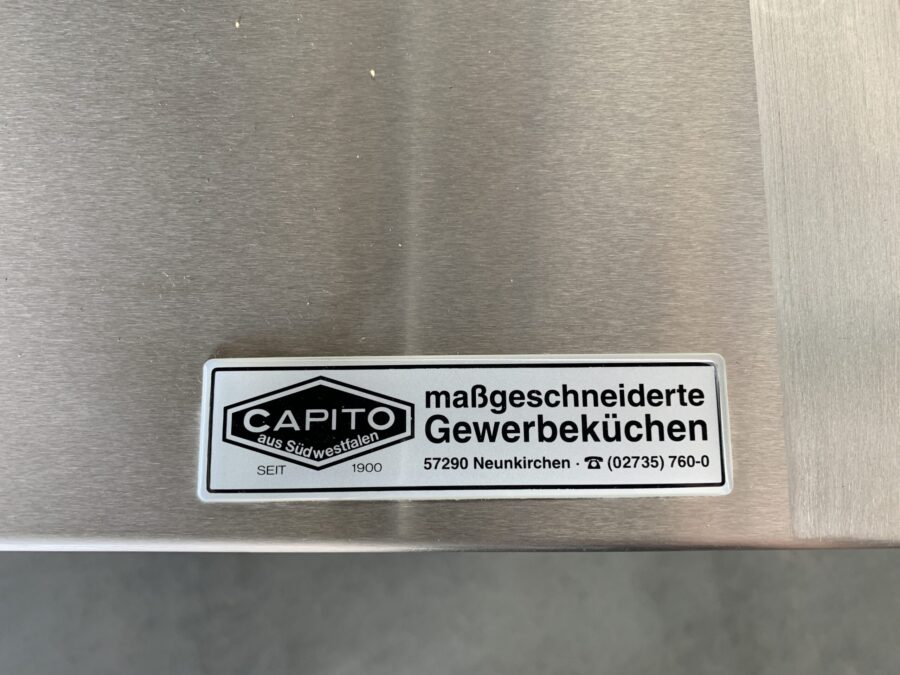 CAPITO
aus Südwestfalen
SEIT 1900
maßgeschneiderte
Gewerbeküchen
57290 Neunkirchen · ☎ (02735) 760-0